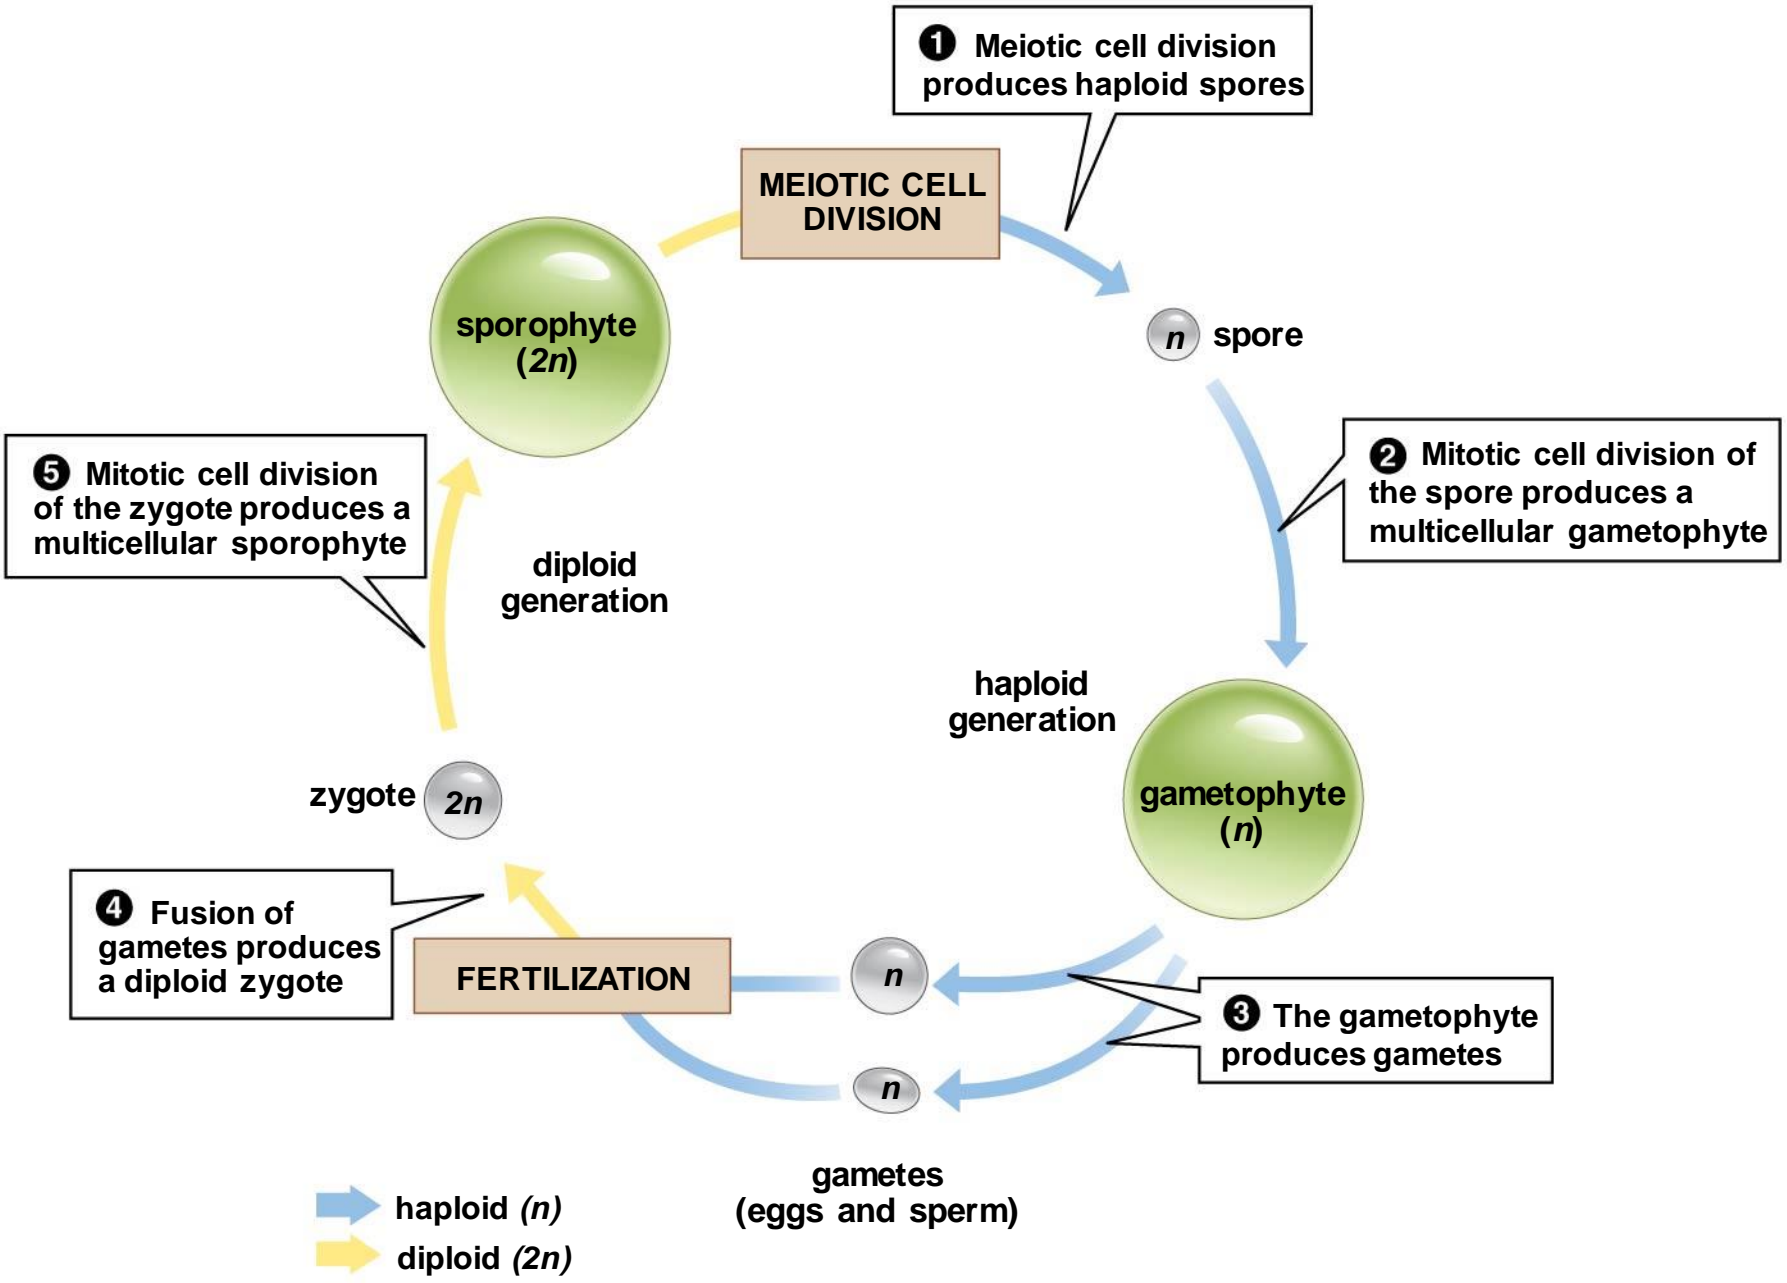 ❶ Meiotic cell division
produces haploid spores
MEIOTIC CELL
DIVISION
sporophyte
(2n)
n spore
❷ Mitotic cell division of
the spore produces a
multicellular gametophyte
❺ Mitotic cell division
of the zygote produces a
multicellular sporophyte
diploid
generation
haploid
generation
gametophyte
(n)
zygote 2n
❹ Fusion of
gametes produces
a diploid zygote
FERTILIZATION
n
n
❸ The gametophyte
produces gametes
gametes
(eggs and sperm)
haploid (n)
diploid (2n)